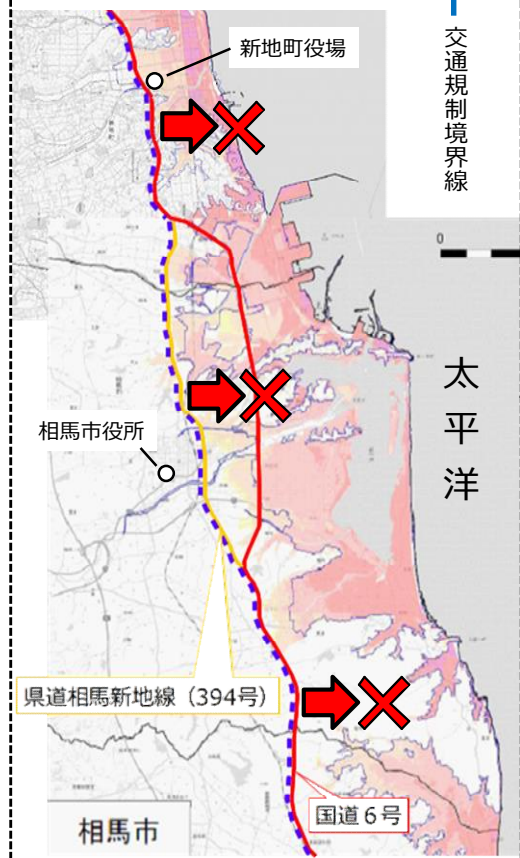 新地町役場
交通規制境界線
0
太平洋
相馬市役所
県道相馬新地線（394号）
国道６号
相馬市